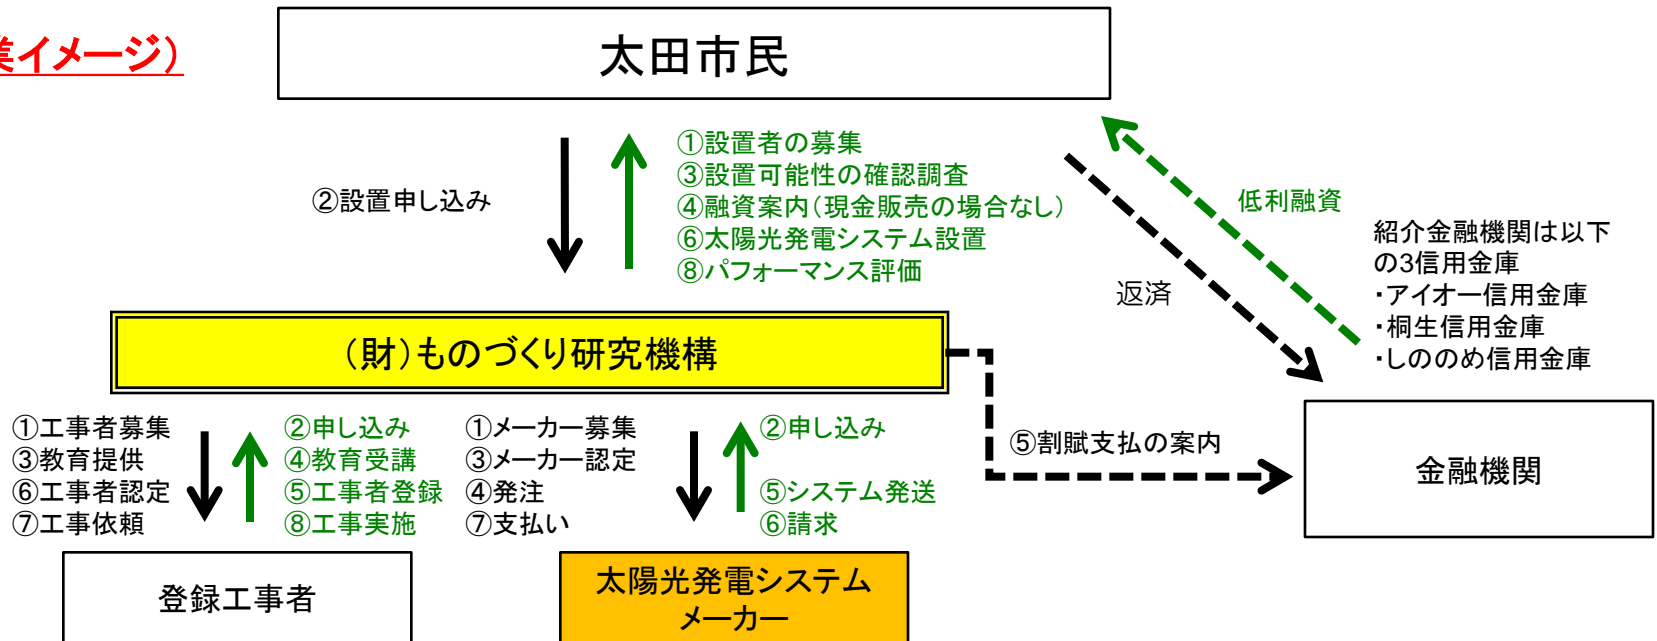 業イメージ）
太田市民
②設置申し込み
①設置者の募集
③設置可能性の確認調査
④融資案内（現金販売の場合なし）
⑥太陽光発電システム設置
⑧パフォーマンス評価
低利融資
返済
紹介金融機関は以下
の3信用金庫
・アイオー信用金庫
・桐生信用金庫
・しののめ信用金庫
（財）ものづくり研究機構
①工事者募集
③教育提供
⑥工事者認定
⑦工事依頼
②申し込み
④教育受講
⑤工事者登録
⑧工事実施
①メーカー募集
③メーカー認定
④発注
⑦支払い
②申し込み
⑤システム発送
⑥請求
⑤割賦支払の案内
金融機関
登録工事者
太陽光発電システム
メーカー